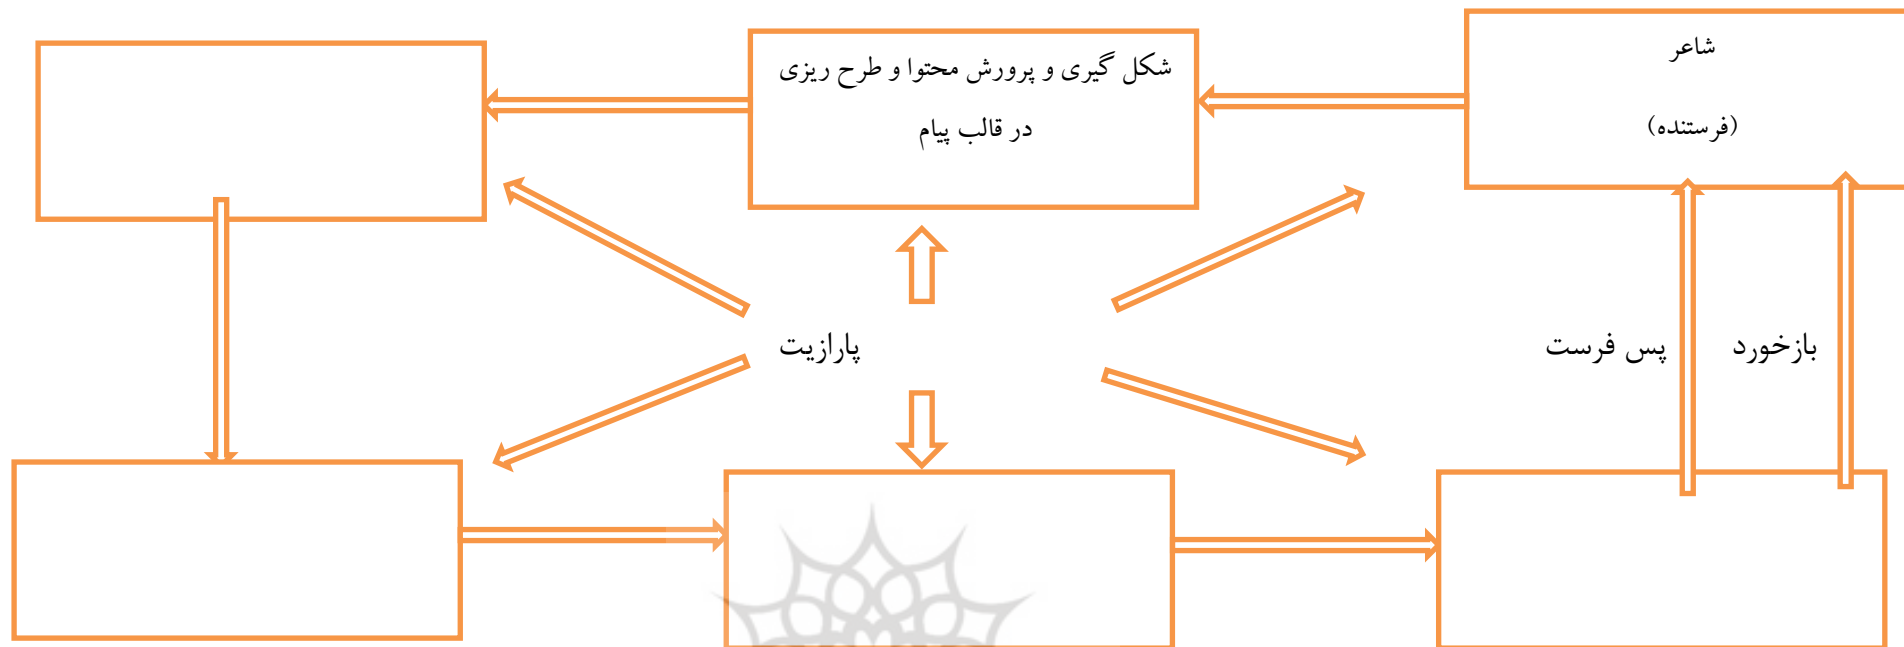 شاعر
(فرستنده)
شکل گیری و پرورش محتوا و طرح ریزی
در قالب پیام
بازخورد
پس فرست
پارازیت